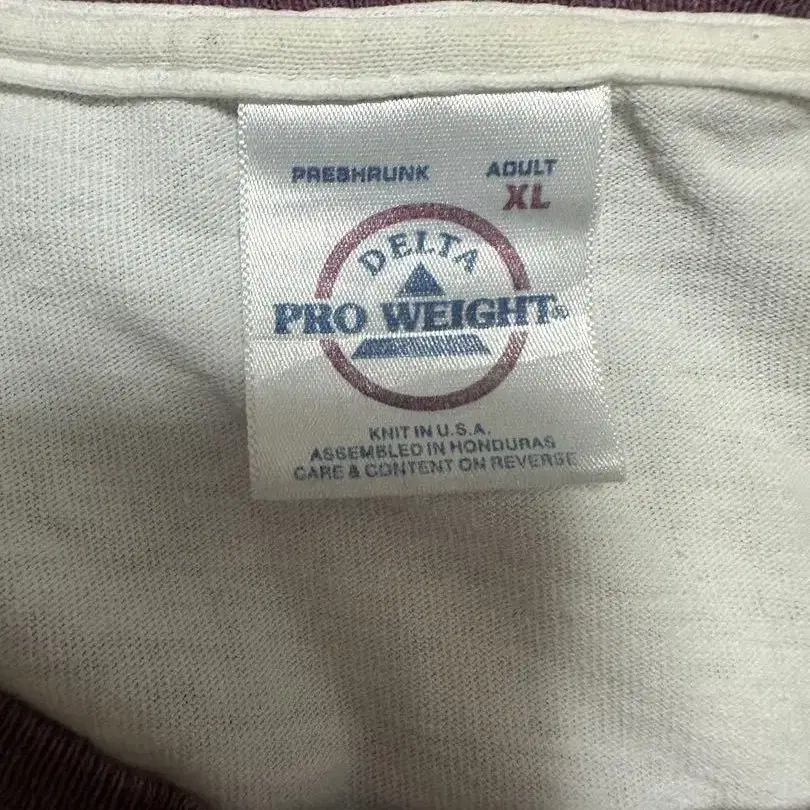 PRESHRUNK ADULT
XL
DELTA
PRO WEIGHT®
KNIT IN U.S.A.
ASSEMBLED IN HONDURAS
CARE & CONTENT ON REVERSE